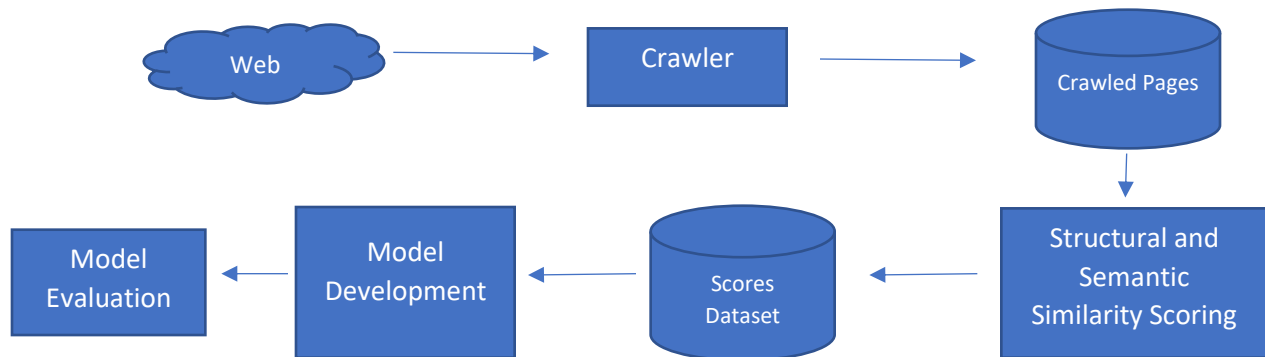 Web
Crawler
Crawled Pages
Structural and
Semantic
Similarity Scoring
Scores
Dataset
Model
Development
Model
Evaluation